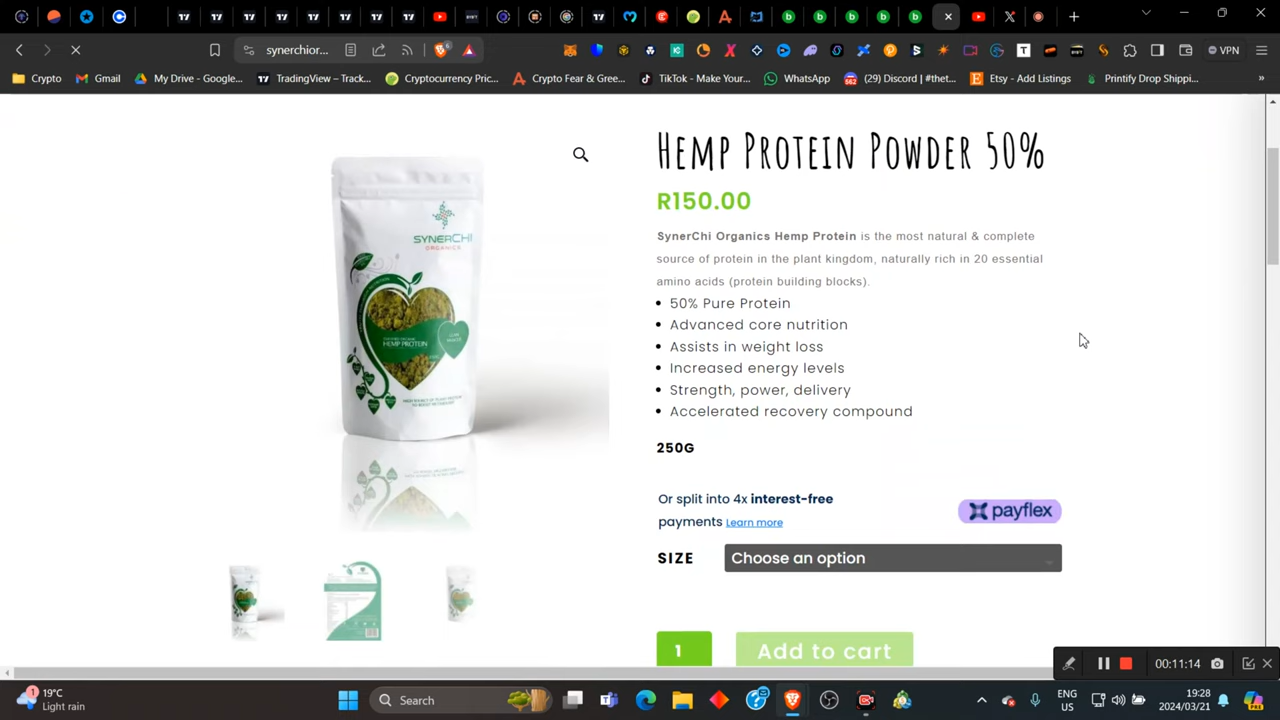 synerchior...
6
VPN
Crypto
Gmail
My Drive - Google...
TradingView – Track...
Cryptocurrency Pric...
Crypto Fear & Gree...
TikTok - Make Your...
WhatsApp
562
(29) Discord | #thet...
Etsy - Add Listings
Printify Drop Shippi...
SYNERCHI
ORGANICS
HEMP PROTEIN
Hemp Protein Powder 50%
R150.00
SynerChi Organics Hemp Protein is the most natural & complete
source of protein in the plant kingdom, naturally rich in 20 essential
amino acids (protein building blocks).
50% Pure Protein
Advanced core nutrition
Assists in weight loss
Increased energy levels
Strength, power, delivery
Accelerated recovery compound
250G
Or split into 4x interest-free
payments Learn more
payflex
SIZE
Choose an option
1
Add to cart
00:11:14
1
19°C
Light rain
Search
ENG
US
19:28
2024/03/21